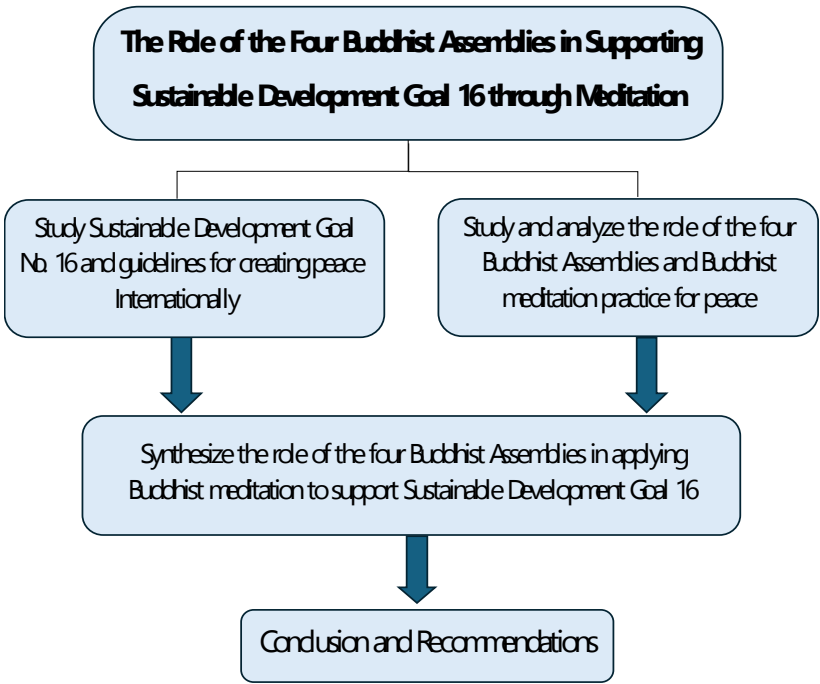 The Role of the Four Buddhist Assemblies in Supporting
Sustainable Development Goal 16 through Meditation
Study Sustainable Development Goal
No. 16 and guidelines for creating peace
Internationally
Study and analyze the role of the four
Buddhist Assemblies and Buddhist
meditation practice for peace
Synthesize the role of the four Buddhist Assemblies in applying
Buddhist meditation to support Sustainable Development Goal 16
Conclusion and Recommendations